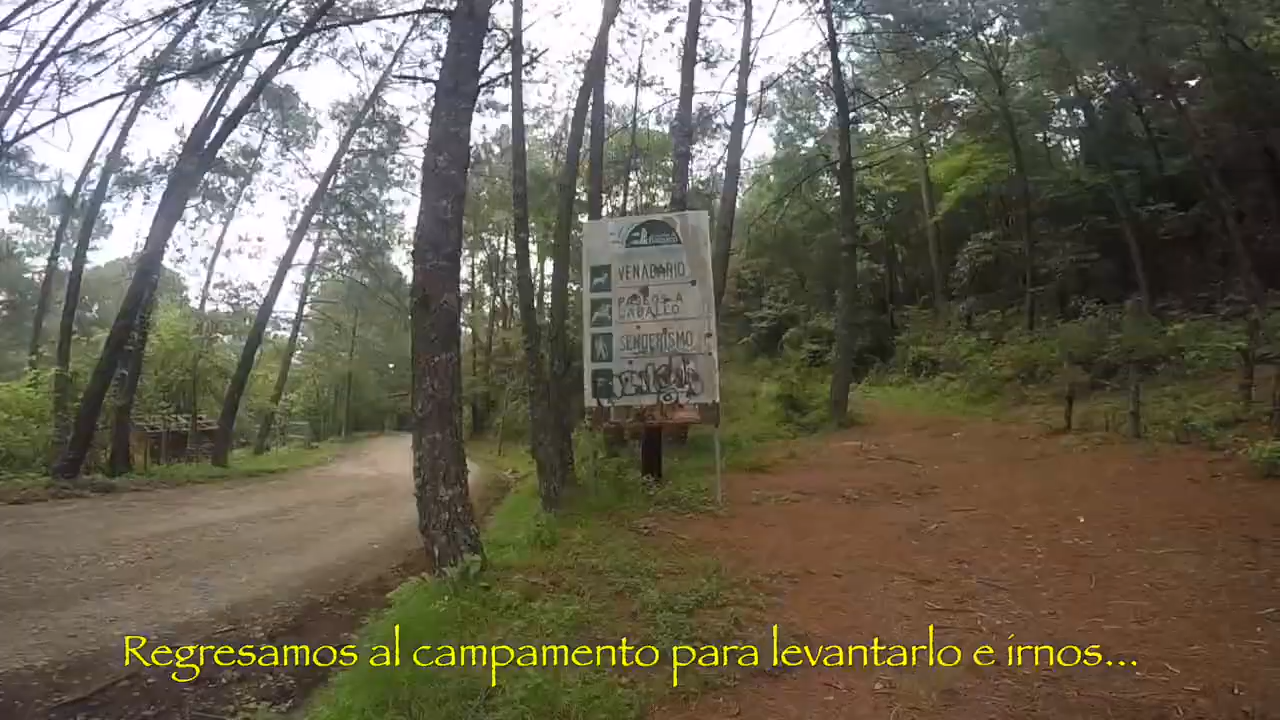 VENADARIO
PASEOS A
CABALLO
SENDERISMO
Regresamos al campamento para levantarlo e irnos...